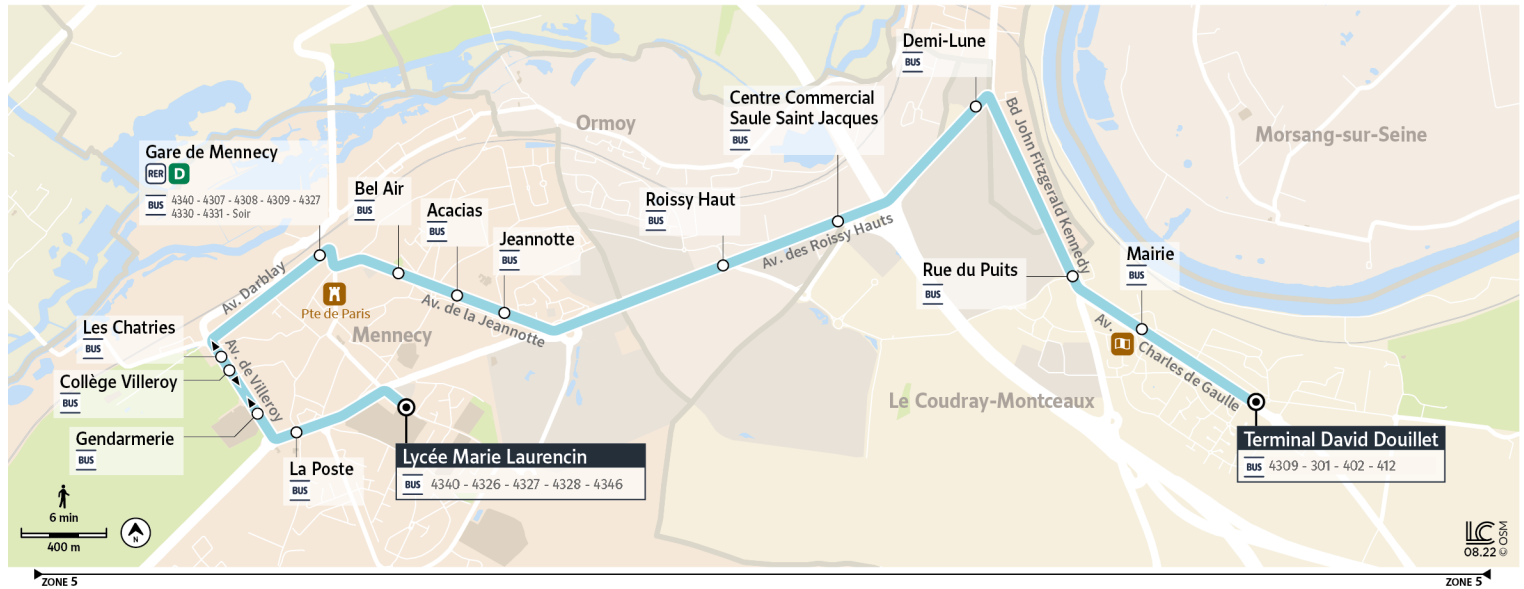 Demi-Lune
BUS
Centre Commercial
Saule Saint Jacques
BUS
Bd John Fitzgerald Kennedy
Morsang-sur-Seine
Ormoy
Gare de Mennecy
RER D
BUS 4340 - 4307 - 4308 - 4309 - 4327
4330 - 4331 - Soir
Bel Air
BUS
Acacias
BUS
Jeannotte
BUS
Roissy Haut
BUS
Av. des Roissy Hauts
Rue du Puits
BUS
Mairie
BUS
Av. Darblay
Pte de Paris
Av. de la Jeannotte
Mennecy
Les Chatries
BUS
Av. de Villeroy
Collège Villeroy
BUS
Gendarmerie
BUS
La Poste
BUS
Lycée Marie Laurencin
BUS 4340 - 4326 - 4327 - 4328 - 4346
Av. Charles de Gaulle
Le Coudray-Montceaux
Terminal David Douillet
BUS 4309 - 301 - 402 - 412
6 min
400 m
N
LC
08.22 © OSM
ZONE 5
ZONE 5